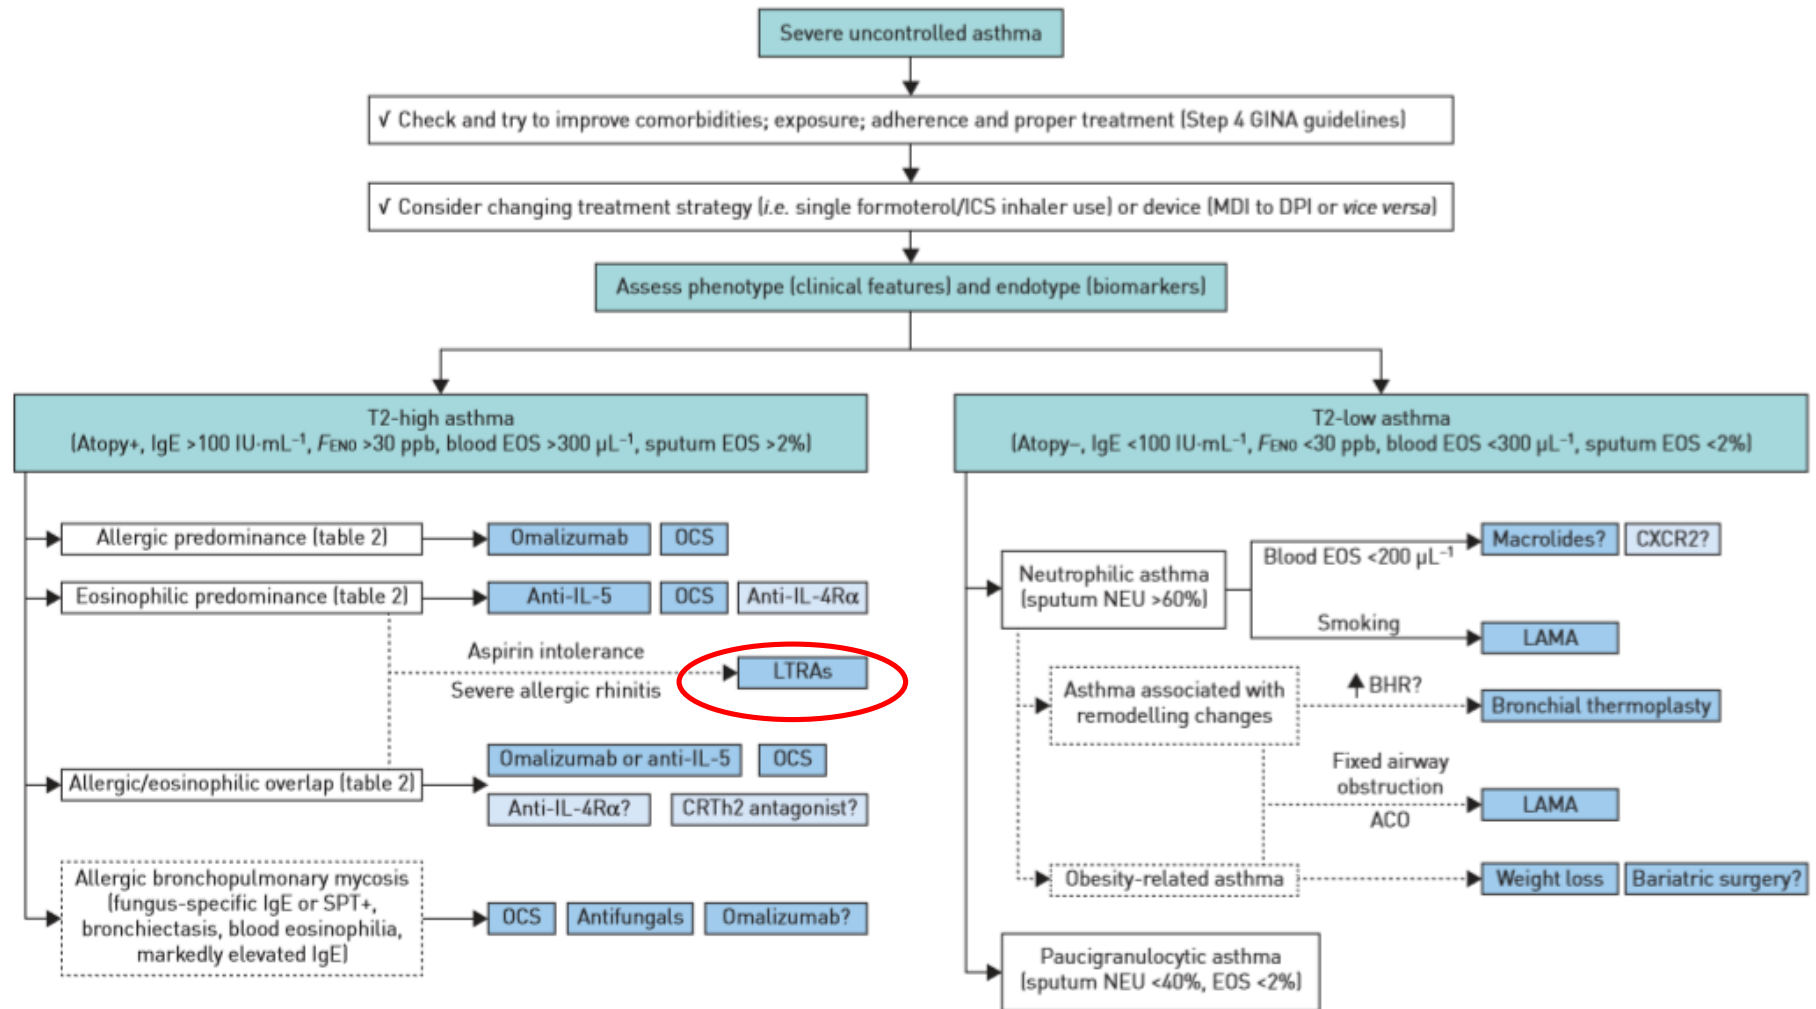 Severe uncontrolled asthma
√ Check and try to improve comorbidities; exposure; adherence and proper treatment (Step 4 GINA guidelines)
√ Consider changing treatment strategy (i.e. single formoterol/ICS inhaler use) or device (MDI to DPI or vice versa)
Assess phenotype (clinical features) and endotype (biomarkers)
T2-high asthma
(Atopy+, IgE >100 IU·mL⁻¹, FENO >30 ppb, blood EOS >300 µL⁻¹, sputum EOS >2%)
Allergic predominance (table 2)
Omalizumab
OCS
Eosinophilic predominance (table 2)
Anti-IL-5
OCS
Anti-IL-4Rα
Aspirin intolerance
Severe allergic rhinitis
LTRAs
Allergic/eosinophilic overlap (table 2)
Omalizumab or anti-IL-5
OCS
Anti-IL-4Rα?
CRTh2 antagonist?
Allergic bronchopulmonary mycosis
(fungus-specific IgE or SPT+,
bronchiectasis, blood eosinophilia,
markedly elevated IgE)
OCS
Antifungals
Omalizumab?
T2-low asthma
(Atopy–, IgE <100 IU·mL⁻¹, FENO <30 ppb, blood EOS <300 µL⁻¹, sputum EOS <2%)
Neutrophilic asthma
(sputum NEU >60%)
Blood EOS <200 µL⁻¹
Macrolides?
CXCR2?
Smoking
LAMA
Asthma associated with
remodelling changes
BHR?
Bronchial thermoplasty
Fixed airway
obstruction
ACO
LAMA
Obesity-related asthma
Weight loss
Bariatric surgery?
Paucigranulocytic asthma
(sputum NEU <40%, EOS <2%)